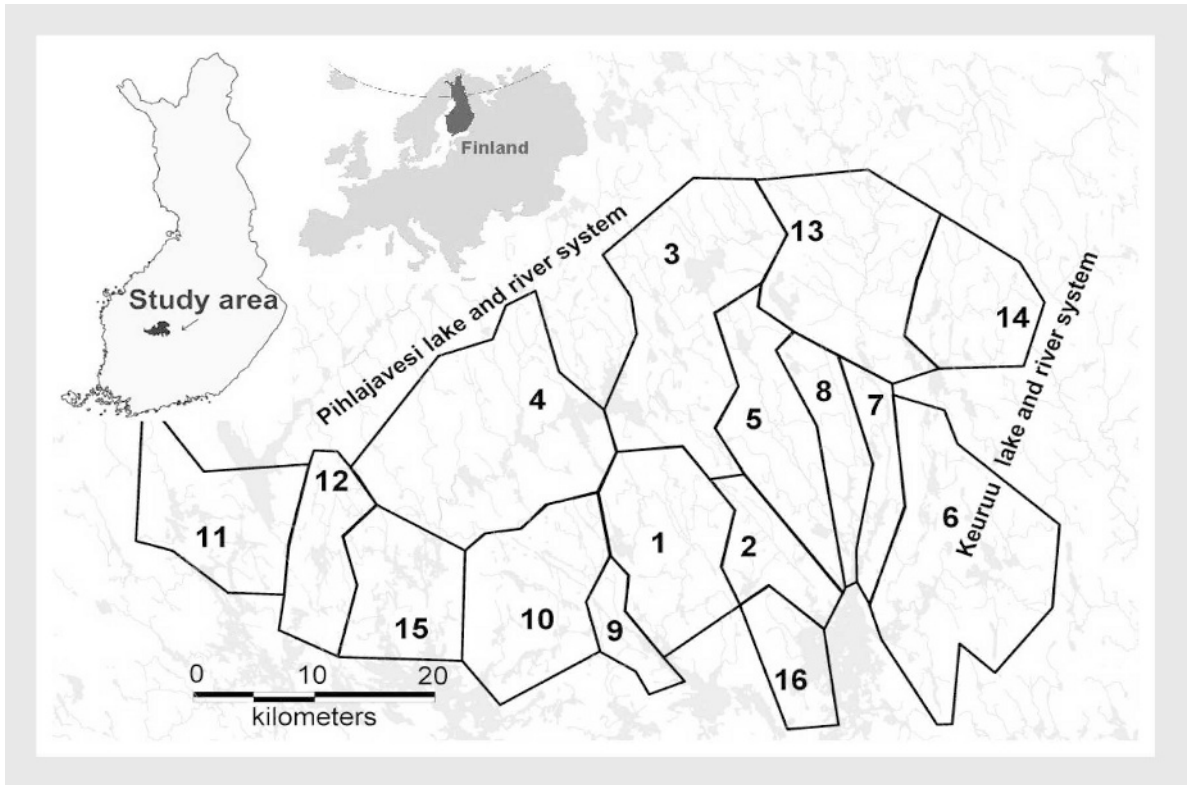 Finland
Study area
Pihlajavesi lake and river system
Keuruu lake and river system
3
13
14
4
8
7
5
12
11
6
1
2
15
10
9
16
0 10 20
kilometers